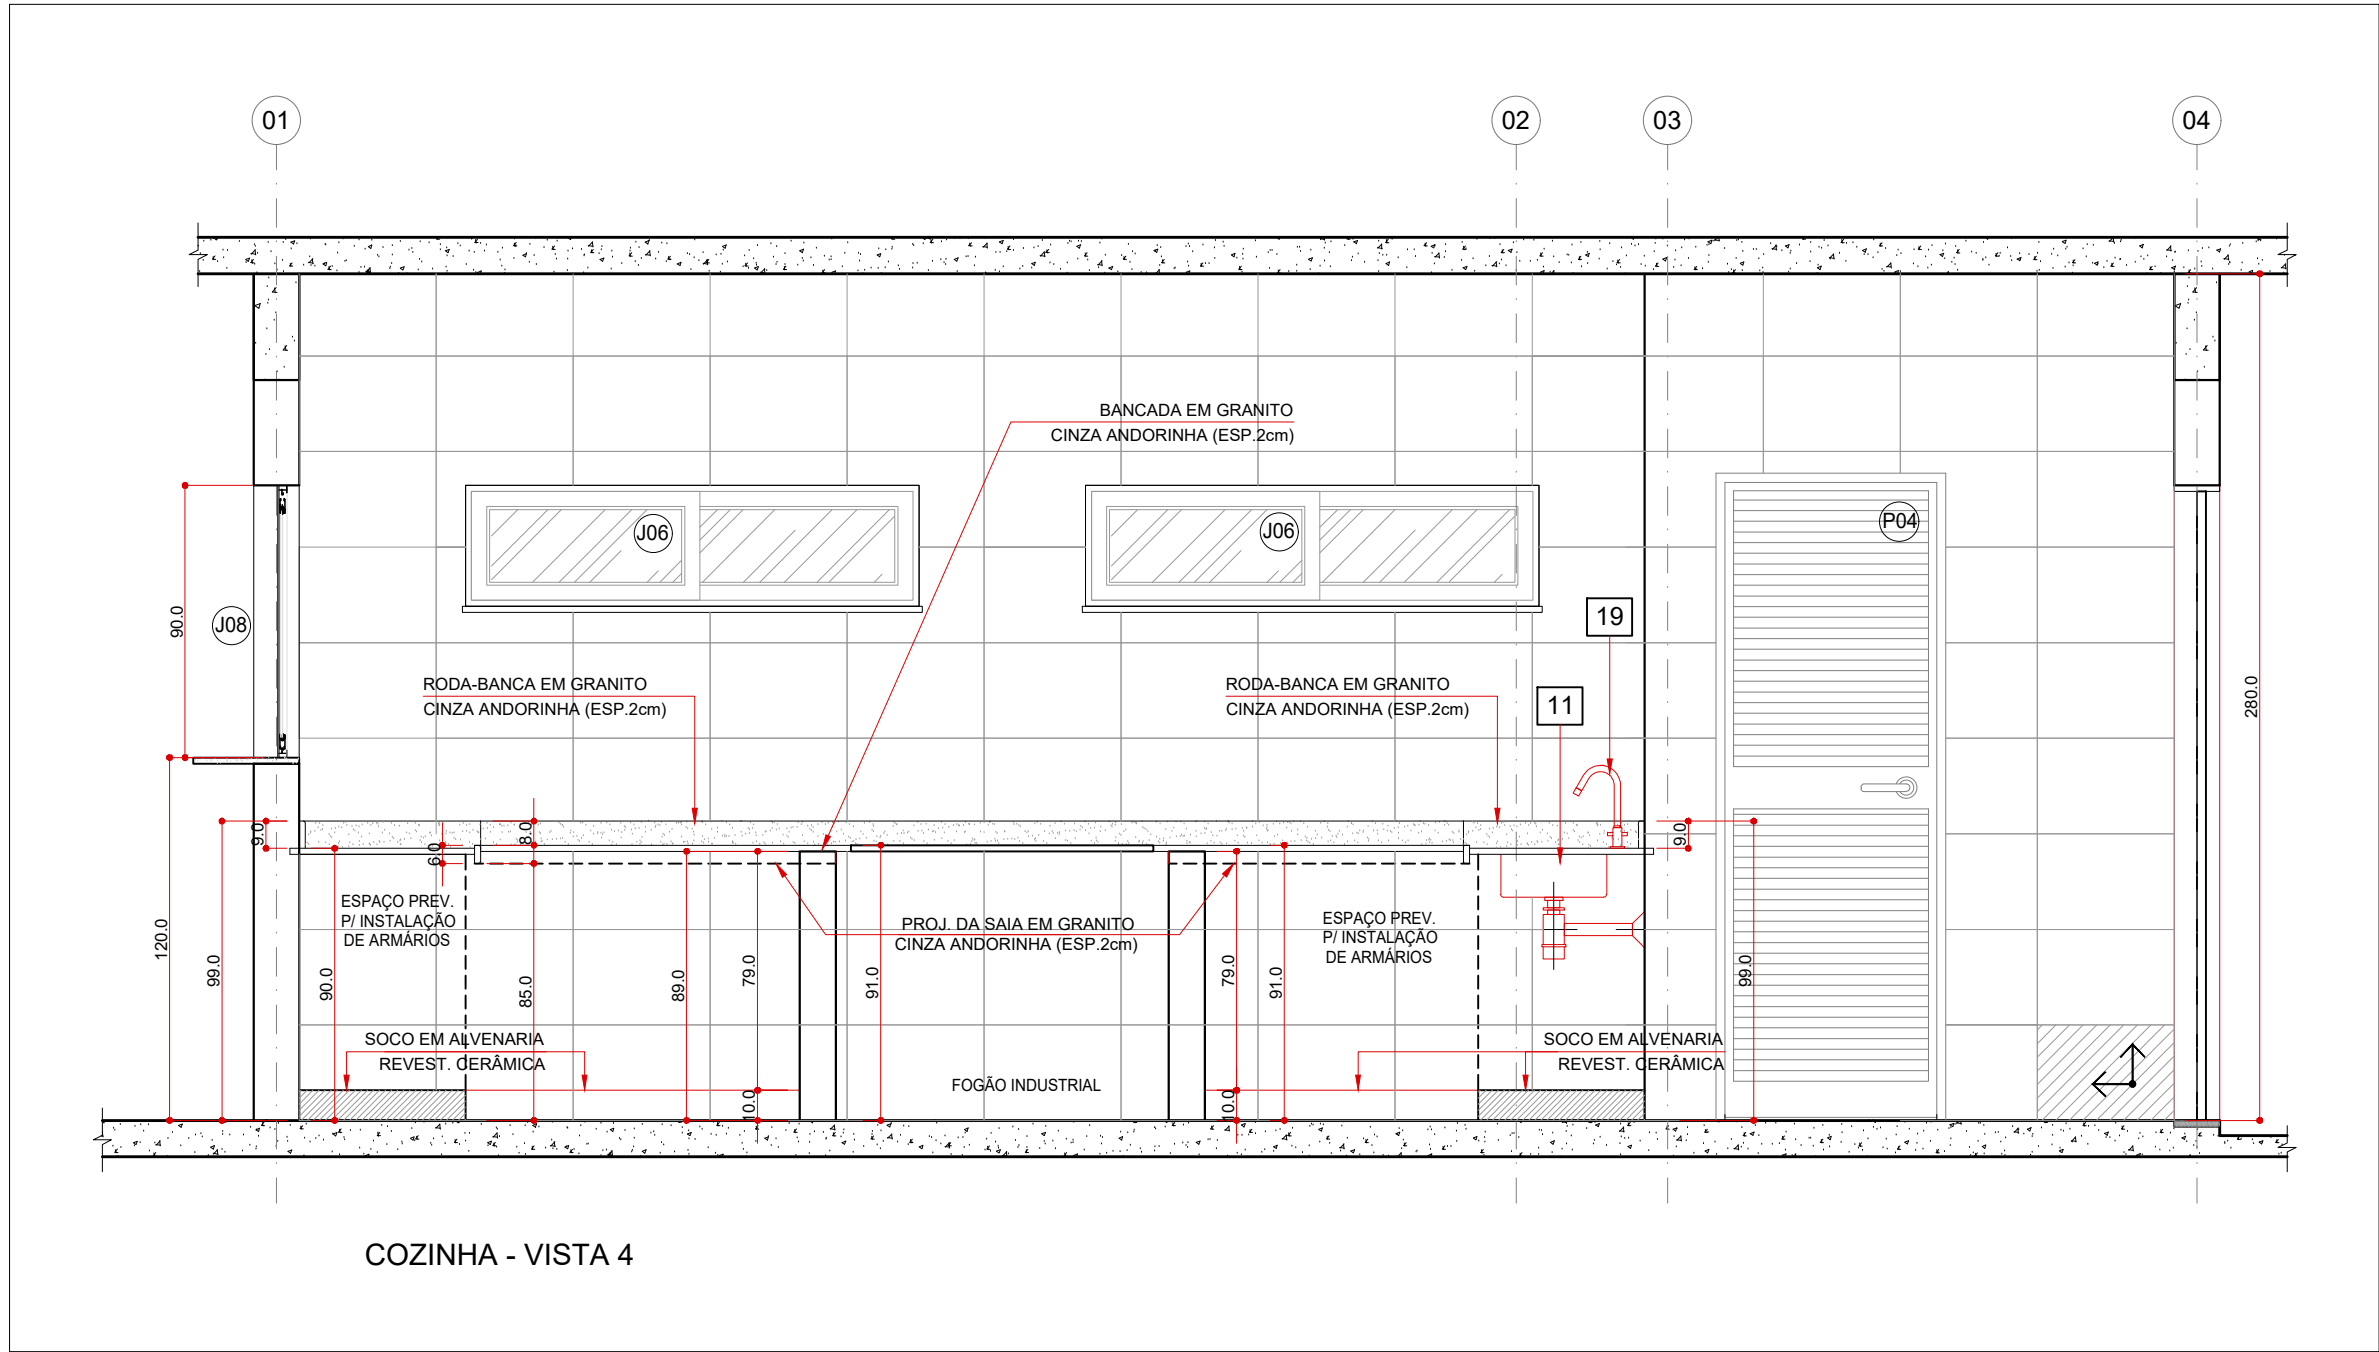 01
02
03
04
BANCADA EM GRANITO
CINZA ANDORINHA (ESP.2cm)
J06
J06
P04
J08
90.0
19
11
RODA-BANCA EM GRANITO
CINZA ANDORINHA (ESP.2cm)
RODA-BANCA EM GRANITO
CINZA ANDORINHA (ESP.2cm)
280.0
9.0
6.0
8.0
9.0
ESPAÇO PREV.
P/ INSTALAÇÃO
DE ARMÁRIOS
PROJ. DA SAIA EM GRANITO
CINZA ANDORINHA (ESP.2cm)
ESPAÇO PREV.
P/ INSTALAÇÃO
DE ARMÁRIOS
120.0
99.0
90.0
85.0
89.0
79.0
91.0
79.0
91.0
99.0
SOCO EM ALVENARIA
REVEST. CERÂMICA
SOCO EM ALVENARIA
REVEST. CERÂMICA
FOGÃO INDUSTRIAL
10.0
10.0
COZINHA - VISTA 4